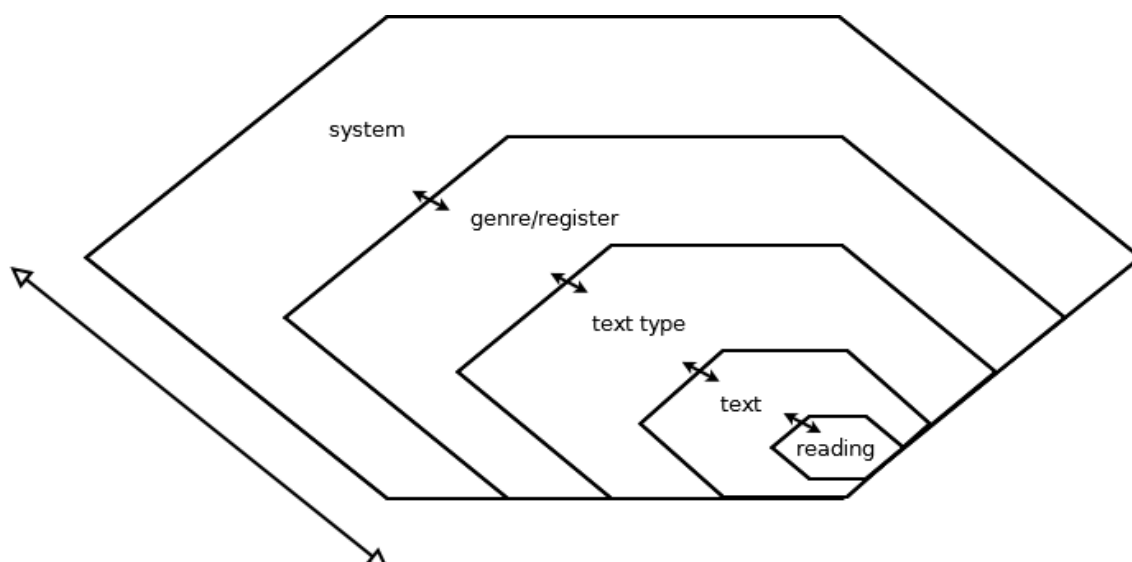 system
genre/register
text type
text
reading